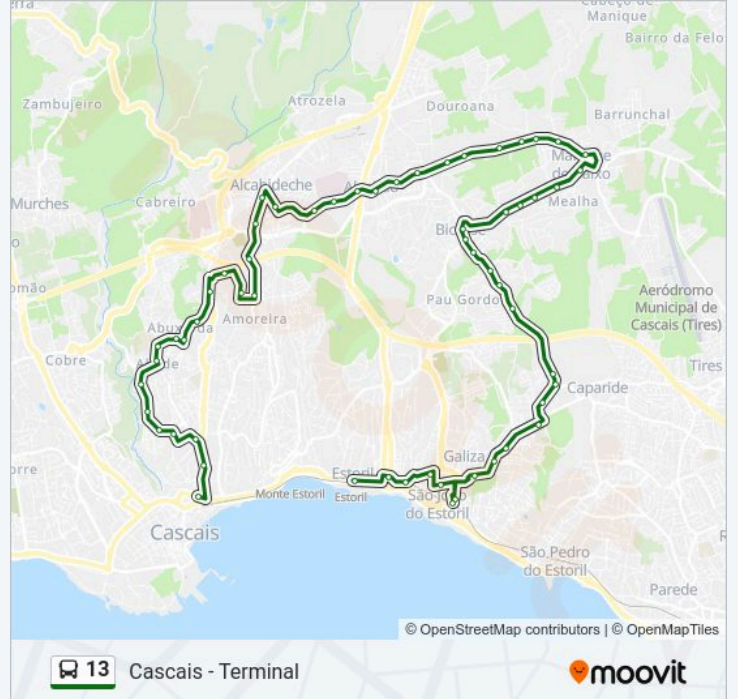 Manique
Bairro da Felo
Zambujeiro
Atrozela
Douroana
Barrunchal
Alcabideche
Murches
Cabreiro
Mealha
Aeródromo
Municipal de
Cascais (Tires)
Pau Gordo
Amoreira
Cobre
Tires
Caparide
Galiza
Estoril
Monte Estoril
Estoril
São João
do Estoril
Cascais
São Pedro
do Estoril
Parede
© OpenStreetMap contributors | © OpenMapTiles
13 Cascais - Terminal
moovit